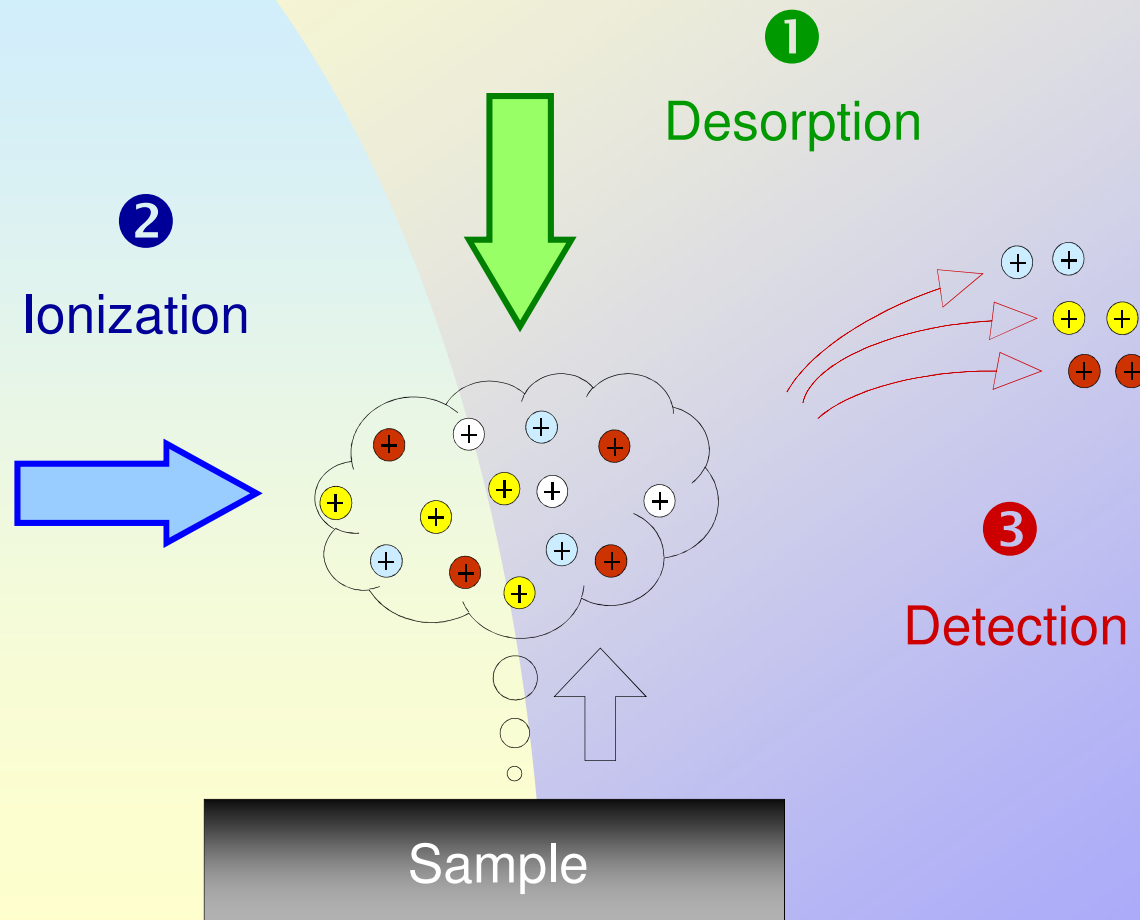 ❶
Desorption
❷
Ionization
+ +
+ +
+ +
+ + + +
+ + + +
+ +
+ + + +
+
❸
Detection
Sample